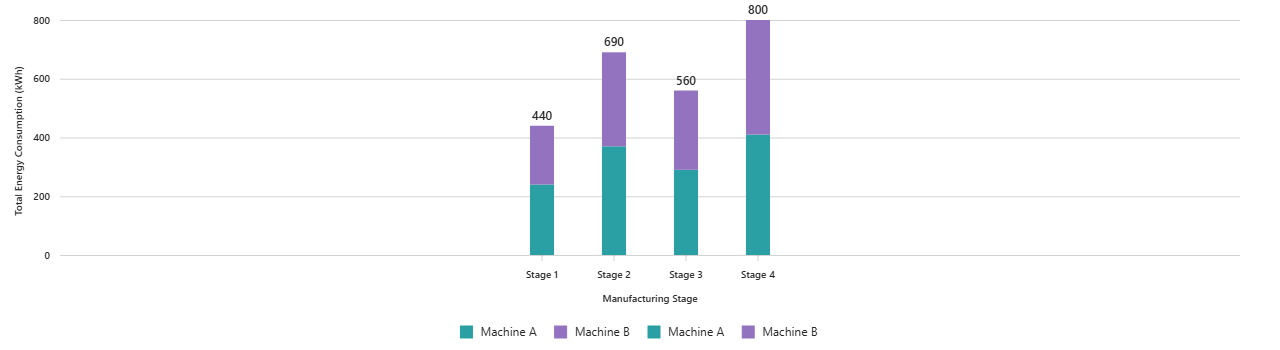 800
690
800
Total Energy Consumption (kWh)
600
560
440
400
200
0
Stage 1 Stage 2 Stage 3 Stage 4
Manufacturing Stage
Machine A Machine B Machine A Machine B